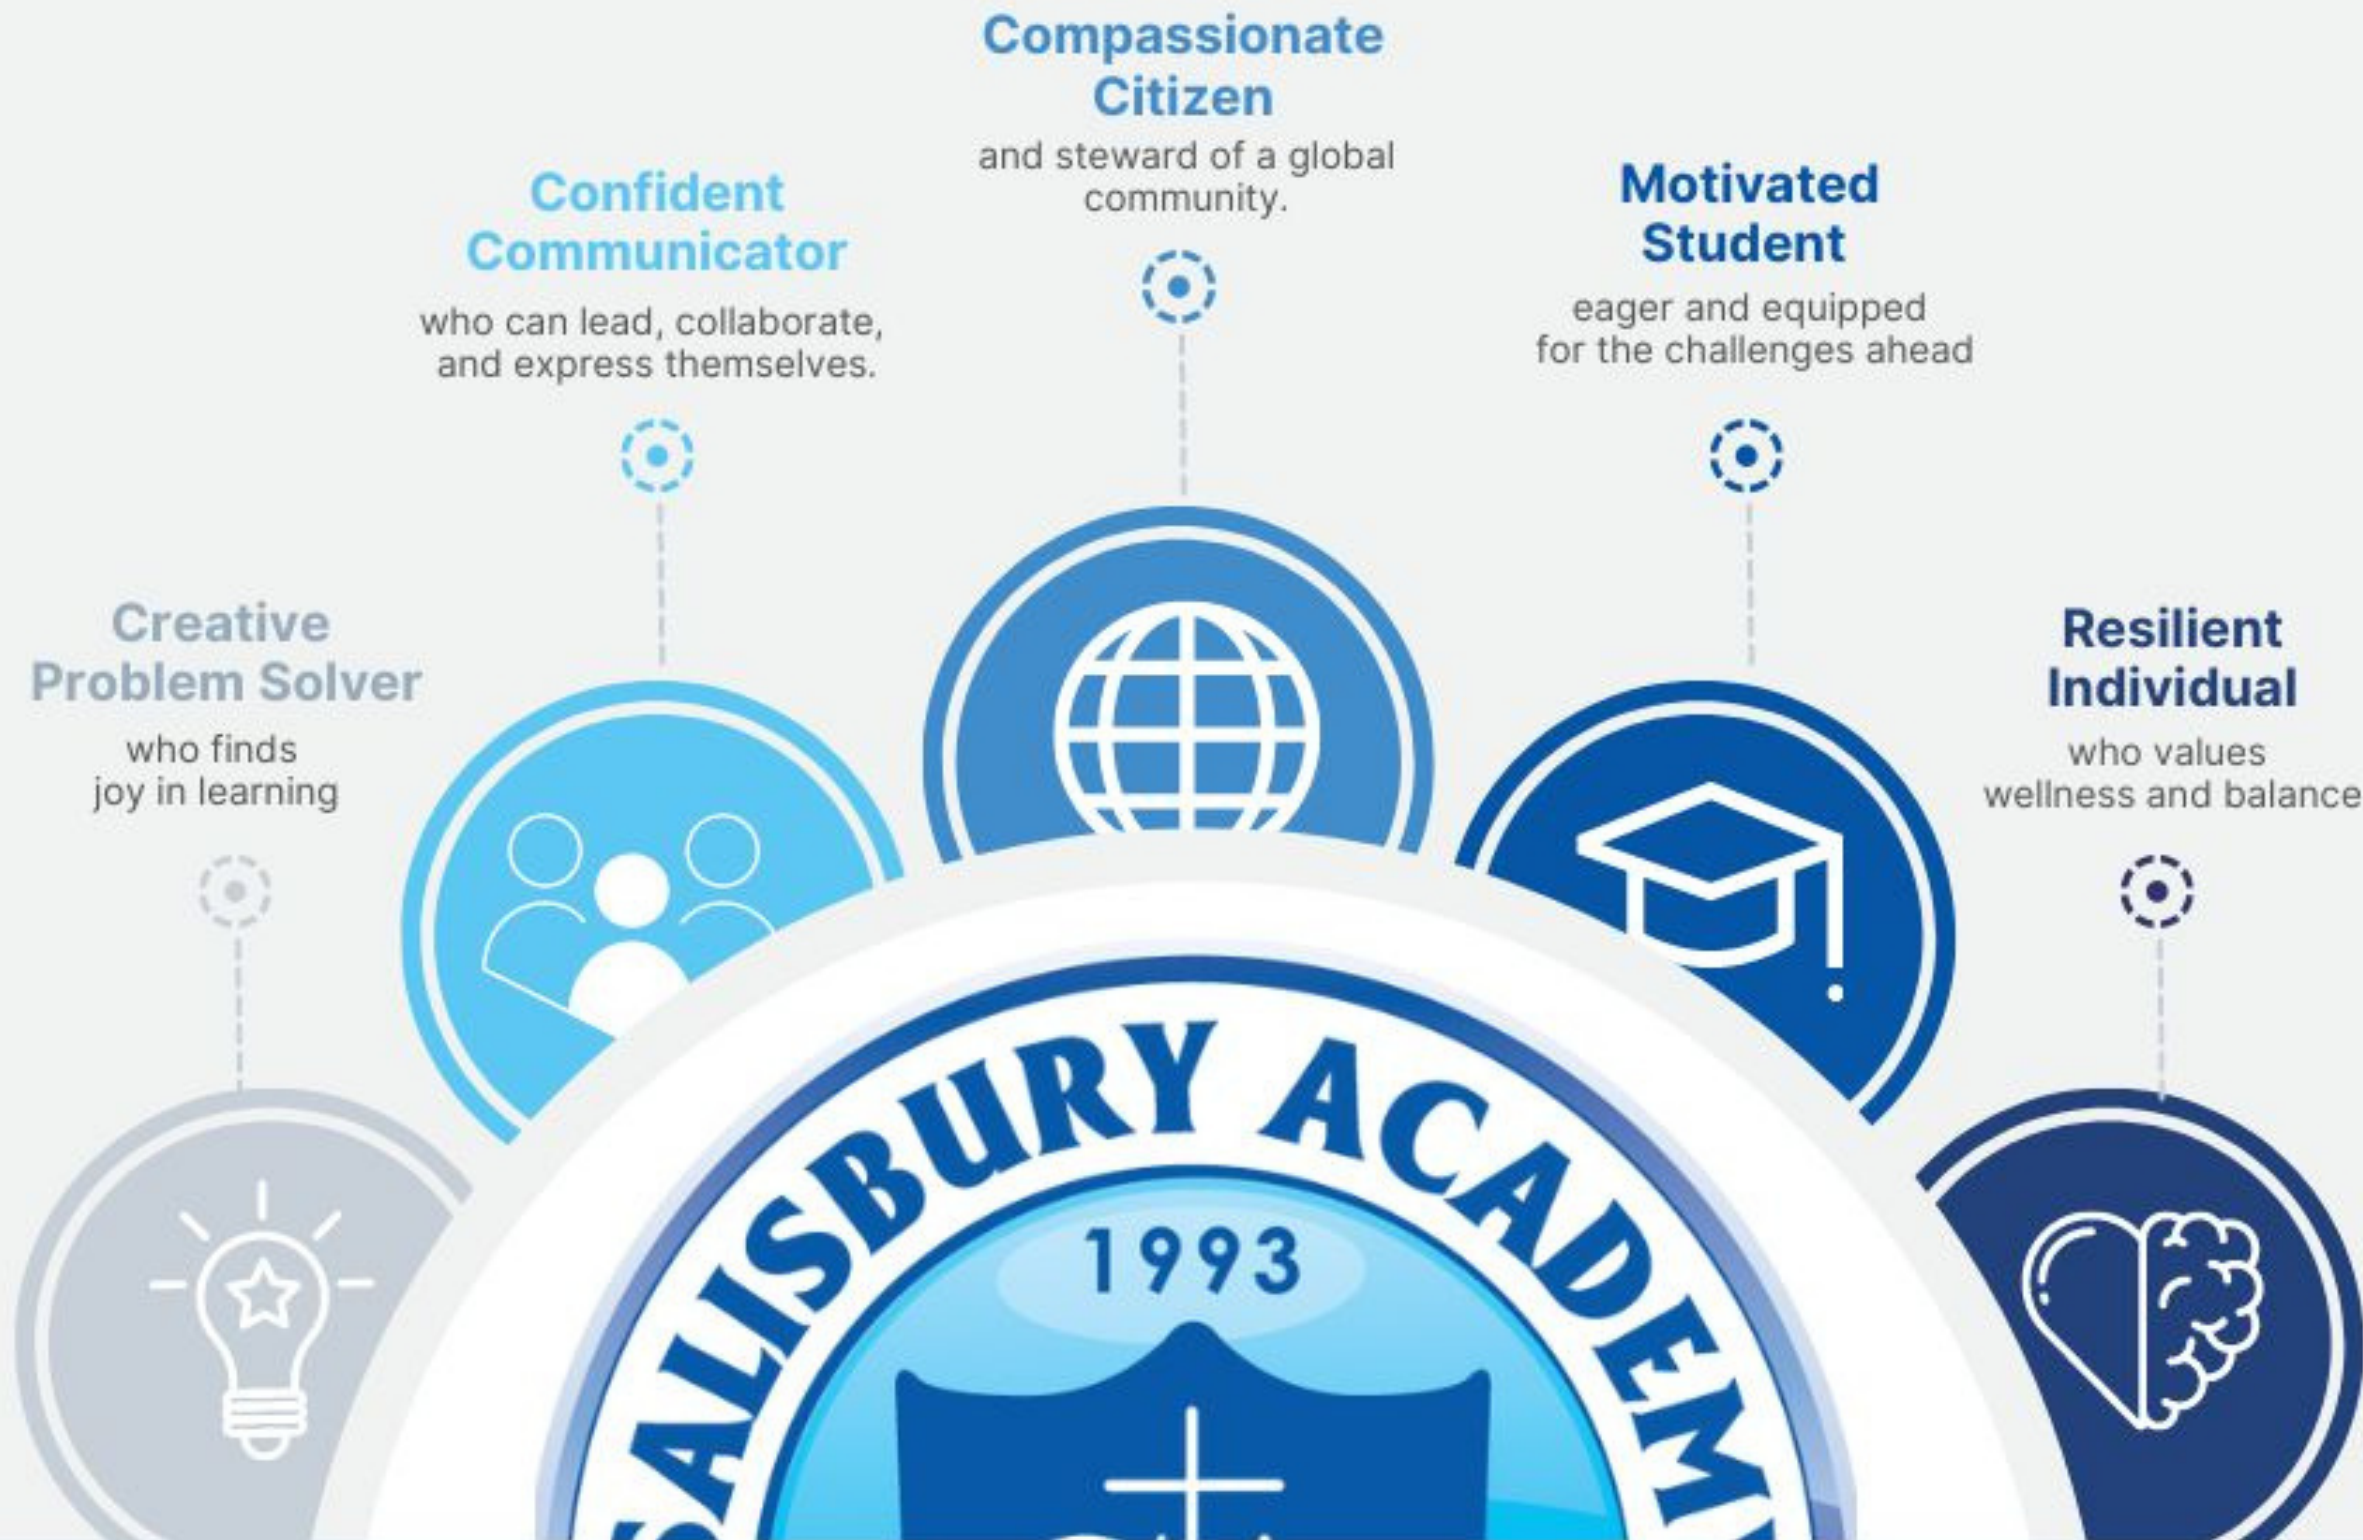 Compassionate
Citizen
and steward of a global
community.
Confident
Communicator
who can lead, collaborate,
and express themselves.
Motivated
Student
eager and equipped
for the challenges ahead
Creative
Problem Solver
who finds
joy in learning
Resilient
Individual
who values
wellness and balance
SALISBURY ACADEMY
1993